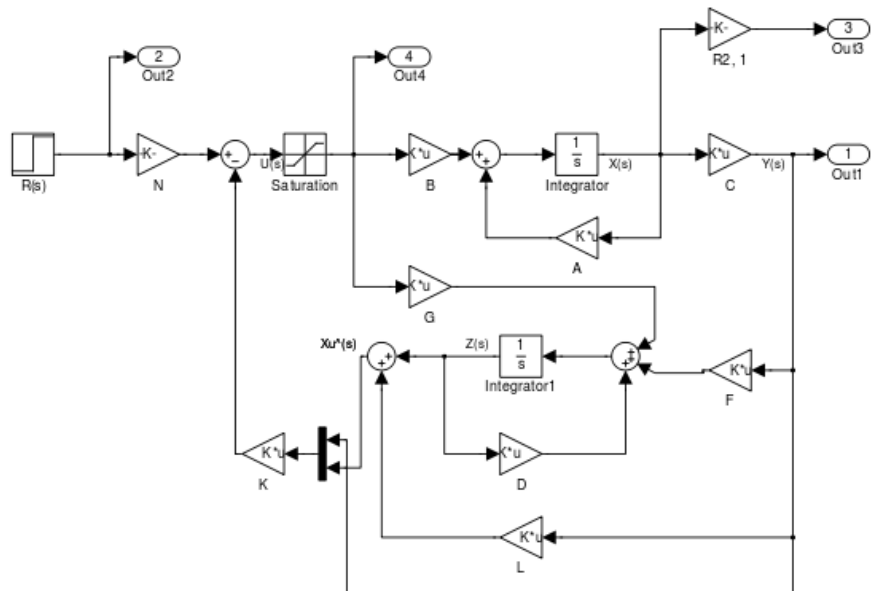 -K-
3
R2, 1
Out3
2
Out2
4
Out4
R(s)
-K-
N
+
−
U(s)
Saturation
K*u
B
+
+
1
s
Integrator
X(s)
K*u
C
Y(s)
1
Out1
K*u
A
K*u
G
Xu^(s)
+
+
Z(s)
1
s
Integrator1
+
+
+
K*u
F
K*u
K
K*u
D
K*u
L